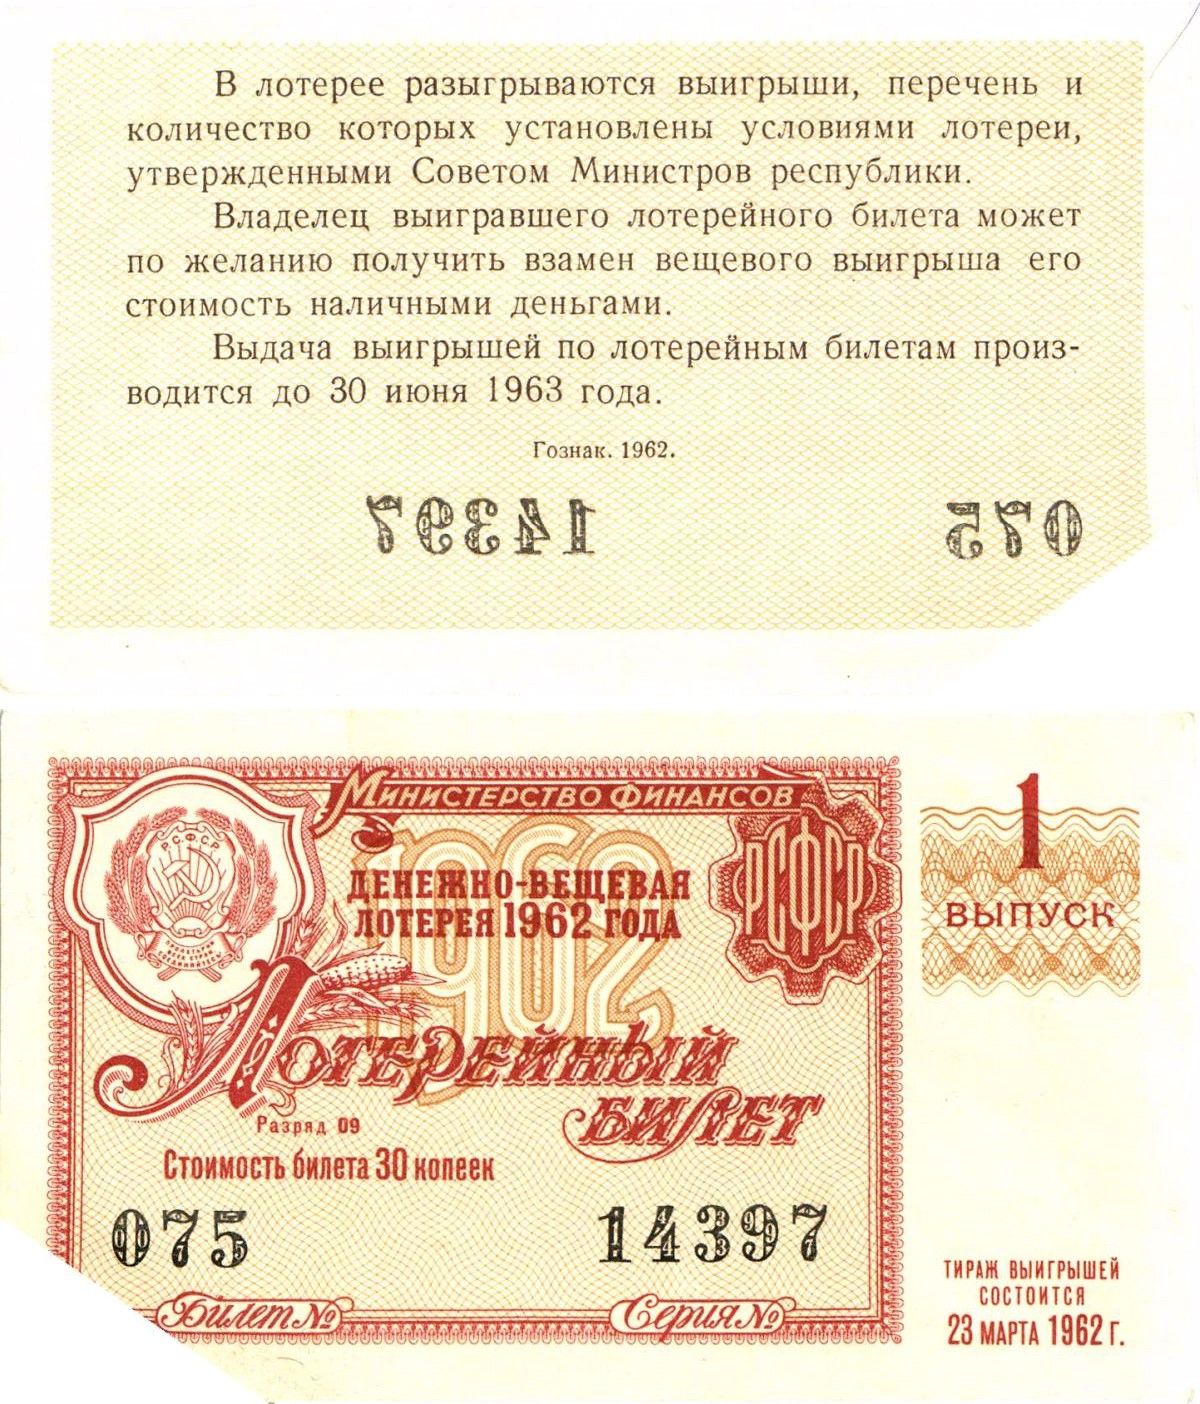 В лотерее разыгрываются выигрыши, перечень и
количество которых установлены условиями лотереи,
утвержденными Советом Министров республики.
Владелец выигравшего лотерейного билета может
по желанию получить взамен вещевого выигрыша его
стоимость наличными деньгами.
Выдача выигрышей по лотерейным билетам произ-
водится до 30 июня 1963 года.
Гознак. 1962.
14397
075
Министерство финансов
РСФСР
Р.С.Ф.С.Р.
1962
ДЕНЕЖНО-ВЕЩЕВАЯ
ЛОТЕРЕЯ 1962 ГОДА
Лотерейный
билет
Разряд 09
Стоимость билета 30 копеек
075
14397
Билет №
Серия №
1
ВЫПУСК
ТИРАЖ ВЫИГРЫШЕЙ
СОСТОИТСЯ
23 МАРТА 1962 Г.